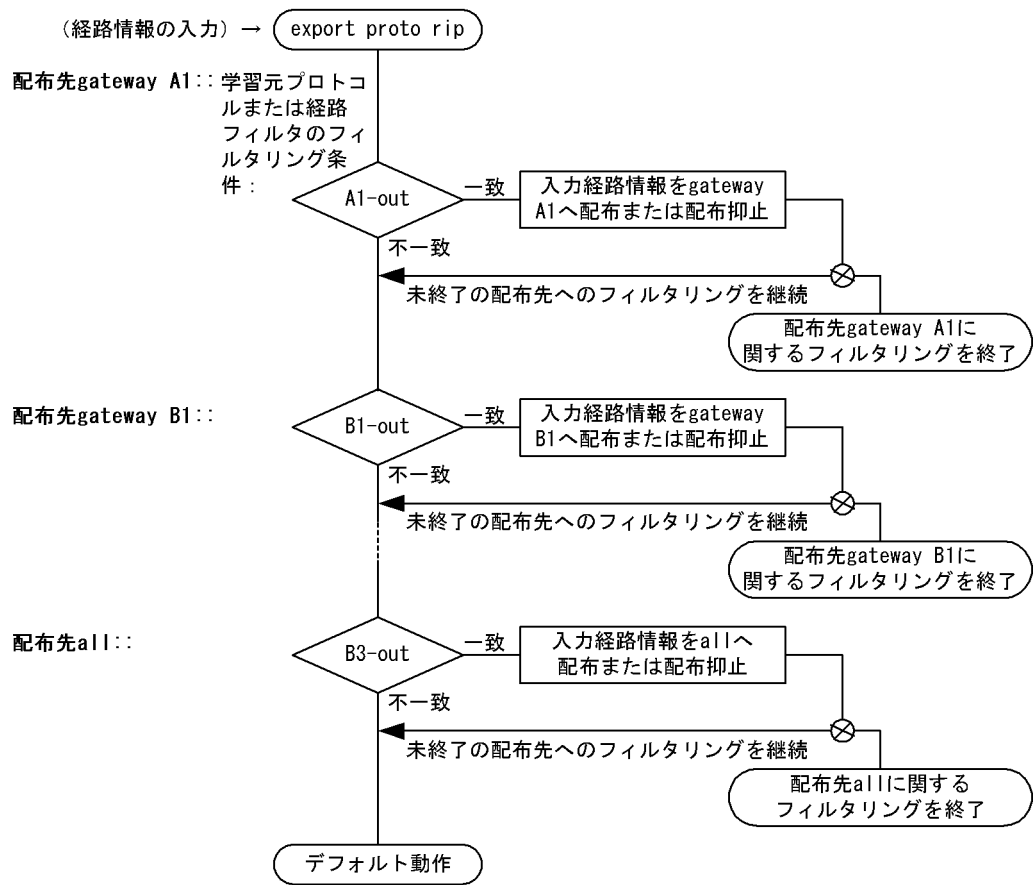 (経路情報の入力) → export proto rip
配布先gateway A1:: 学習元プロトコ
ルまたは経路
フィルタのフィ
ルタリング条
件：
A1-out
一致
入力経路情報をgateway
A1へ配布または配布抑止
不一致
未終了の配布先へのフィルタリングを継続
配布先gateway A1に
関するフィルタリングを終了
配布先gateway B1::
B1-out
一致
入力経路情報をgateway
B1へ配布または配布抑止
不一致
未終了の配布先へのフィルタリングを継続
配布先gateway B1に
関するフィルタリングを終了
配布先all::
B3-out
一致
入力経路情報をallへ
配布または配布抑止
不一致
未終了の配布先へのフィルタリングを継続
配布先allに関する
フィルタリングを終了
デフォルト動作